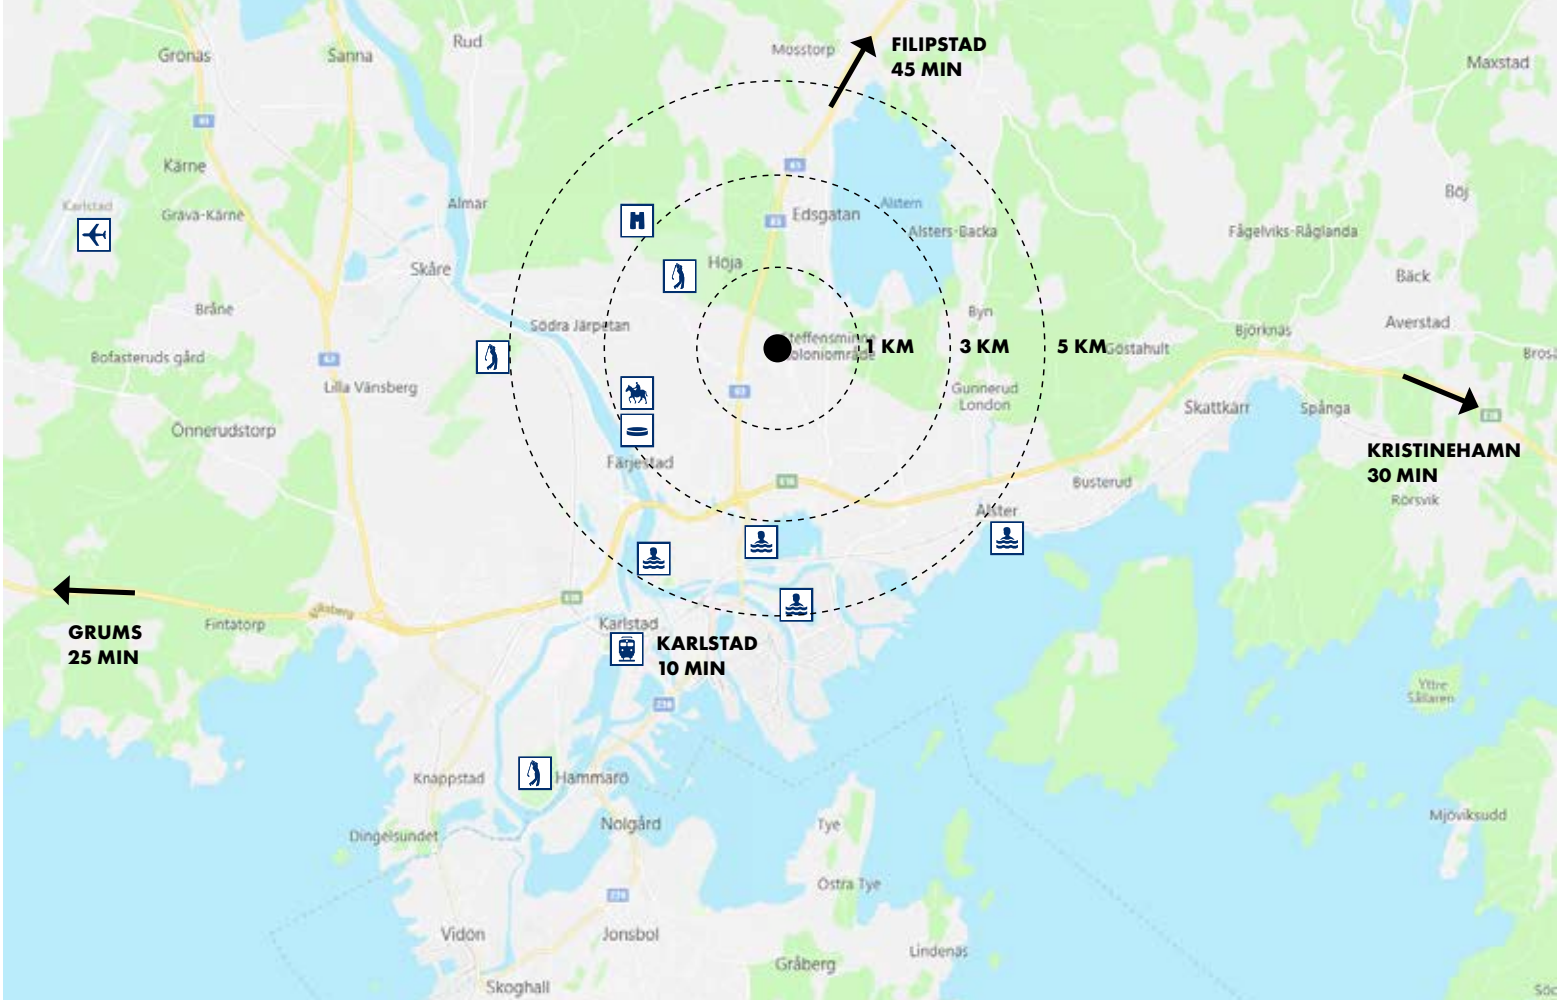 Mosstorp
FILIPSTAD
45 MIN
Grönäs
Sanna
Rud
Maxstad
Kärne
Karlstad
Gräva-Kärne
Almar
Edsgatan
Alstern
Alsters-Backa
Böj
Fågelviks-Råglanda
Skåre
Höja
Bäck
Bråne
Södra Järpetan
Byn
Björknäs
Averstad
Bofasteruds gård
1 KM
3 KM
5 KM
Göstahult
Lilla Vänsberg
Gunnerud
London
Skattkärr
Spånga
Önnerudstorp
Färjestad
KRISTINEHAMN
30 MIN
Busterud
Rörsvik
Alster
GRUMS
25 MIN
Fintatorp
Karlstad
KARLSTAD
10 MIN
Yttre
Sållaren
Knappstad
Hammarö
Nolgård
Tye
Mjöviksudd
Dingelsundet
Östra Tye
Vidön
Jonsbol
Lindenäs
Gråberg
Skoghall